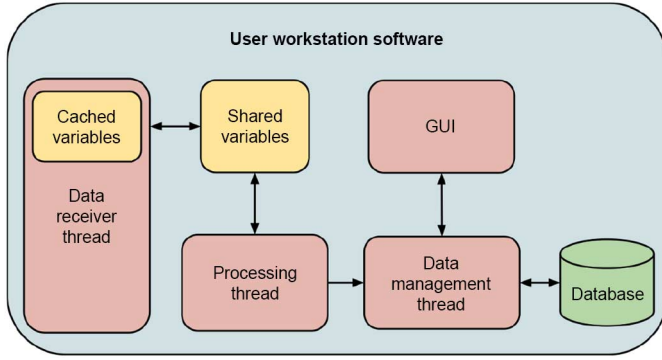 User workstation software
Cached
variables
Data
receiver
thread
Shared
variables
GUI
Processing
thread
Data
management
thread
Database